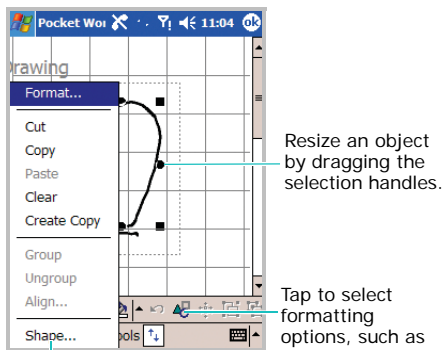 Pocket Wor 11:04 ok
Drawing
Format...
Cut
Copy
Paste
Clear
Create Copy
Group
Ungroup
Align...
Shape...
ools
Resize an object
by dragging the
selection handles.
Tap to select
formatting
options, such as